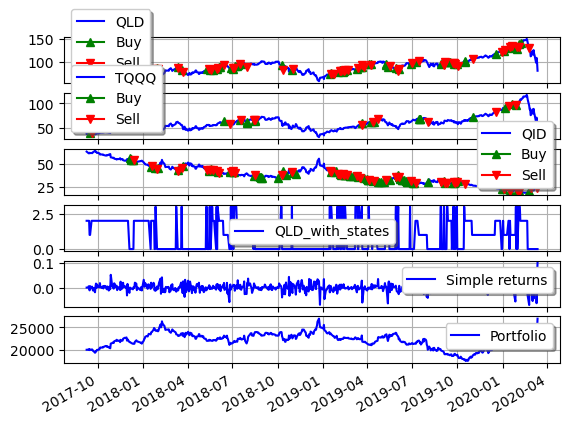 QLD
Buy
Sell
150
100
TQQQ
Buy
Sell
100
50
QID
Buy
Sell
50
25
2.5
0.0
QLD_with_states
0.1
0.0
Simple returns
25000
20000
Portfolio
2017-10 2018-01 2018-04 2018-07 2018-10 2019-01 2019-04 2019-07 2019-10 2020-01 2020-04